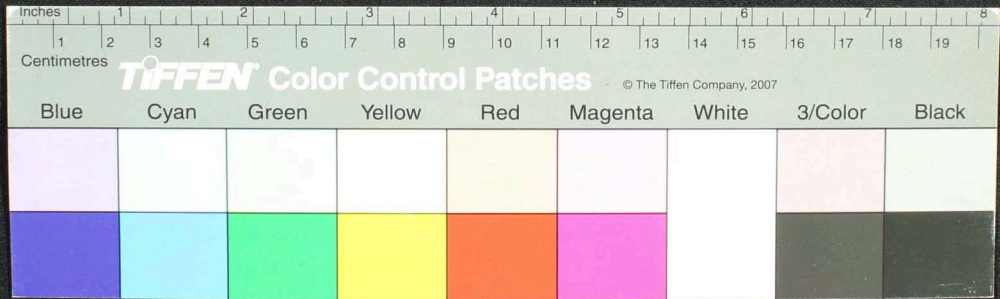 Inches 1 2 3 4 5 6 7 8
1 2 3 4 5 6 7 8 9 10 11 12 13 14 15 16 17 18 19
Centimetres
TIFFEN® Color Control Patches © The Tiffen Company, 2007
Blue Cyan Green Yellow Red Magenta White 3/Color Black